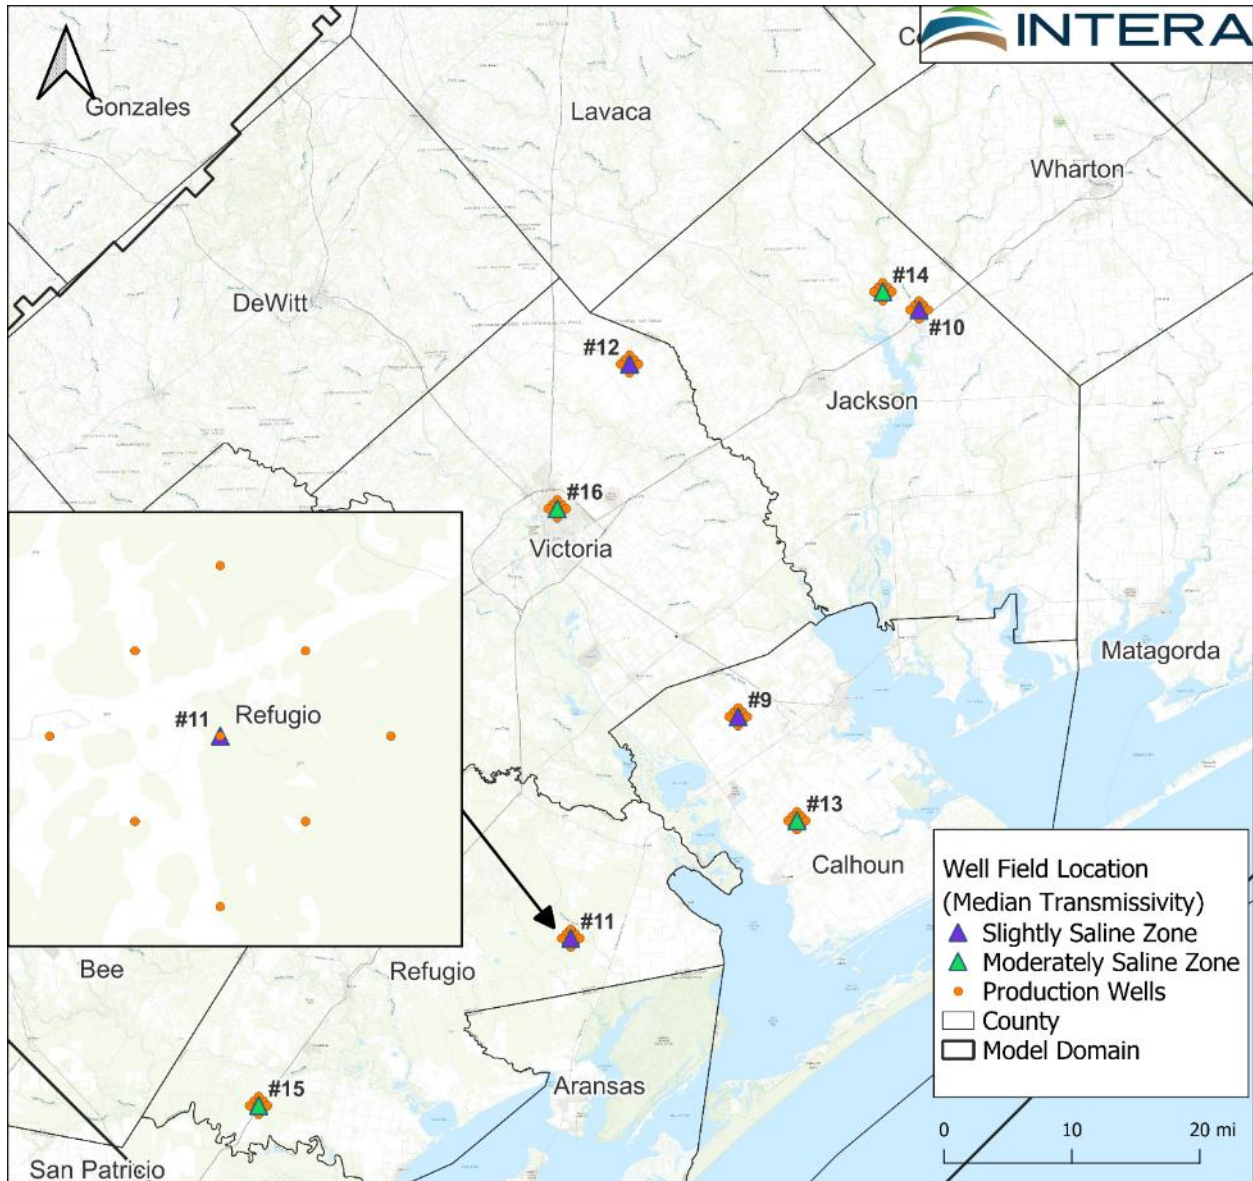 INTERA
Gonzales
Lavaca
Wharton
DeWitt
#14
#10
#12
Jackson
#16
Victoria
Matagorda
#11 Refugio
#9
#13
Calhoun
#11
Bee
Refugio
Aransas
#15
San Patricio
Well Field Location
(Median Transmissivity)
Slightly Saline Zone
Moderately Saline Zone
Production Wells
County
Model Domain
0 10 20 mi